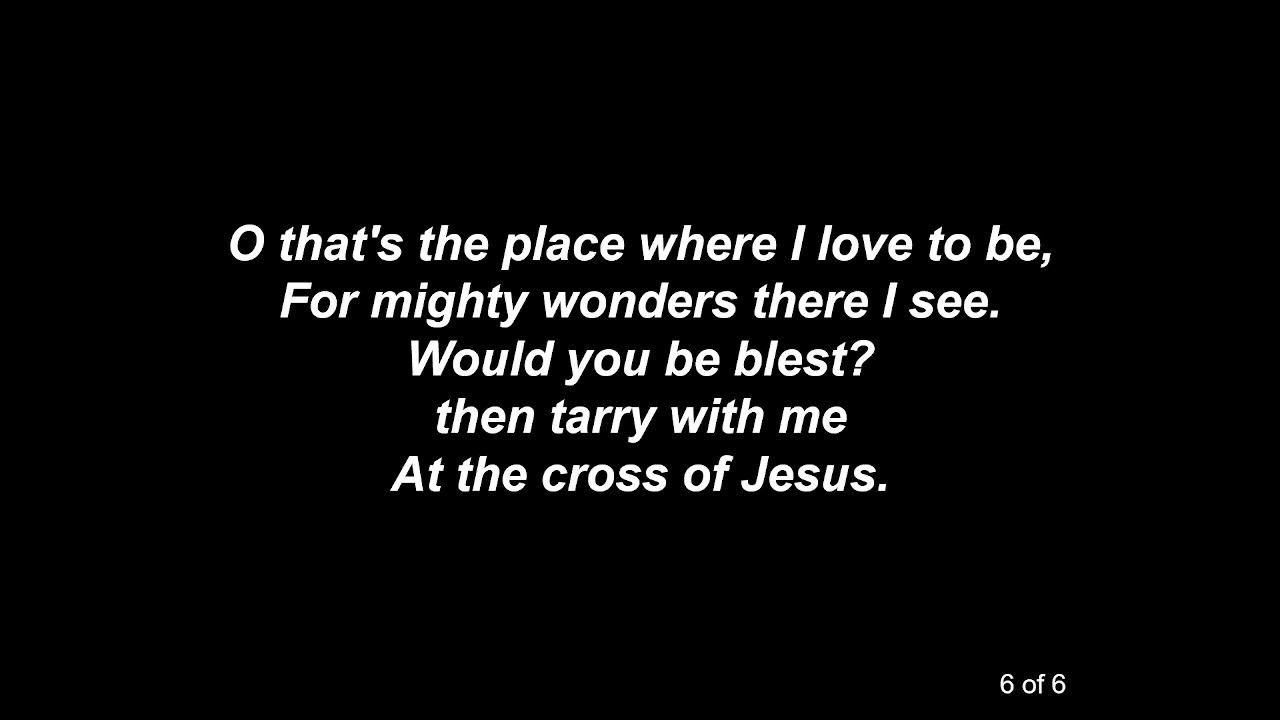 O that's the place where I love to be,
For mighty wonders there I see.
Would you be blest?
then tarry with me
At the cross of Jesus.
6 of 6